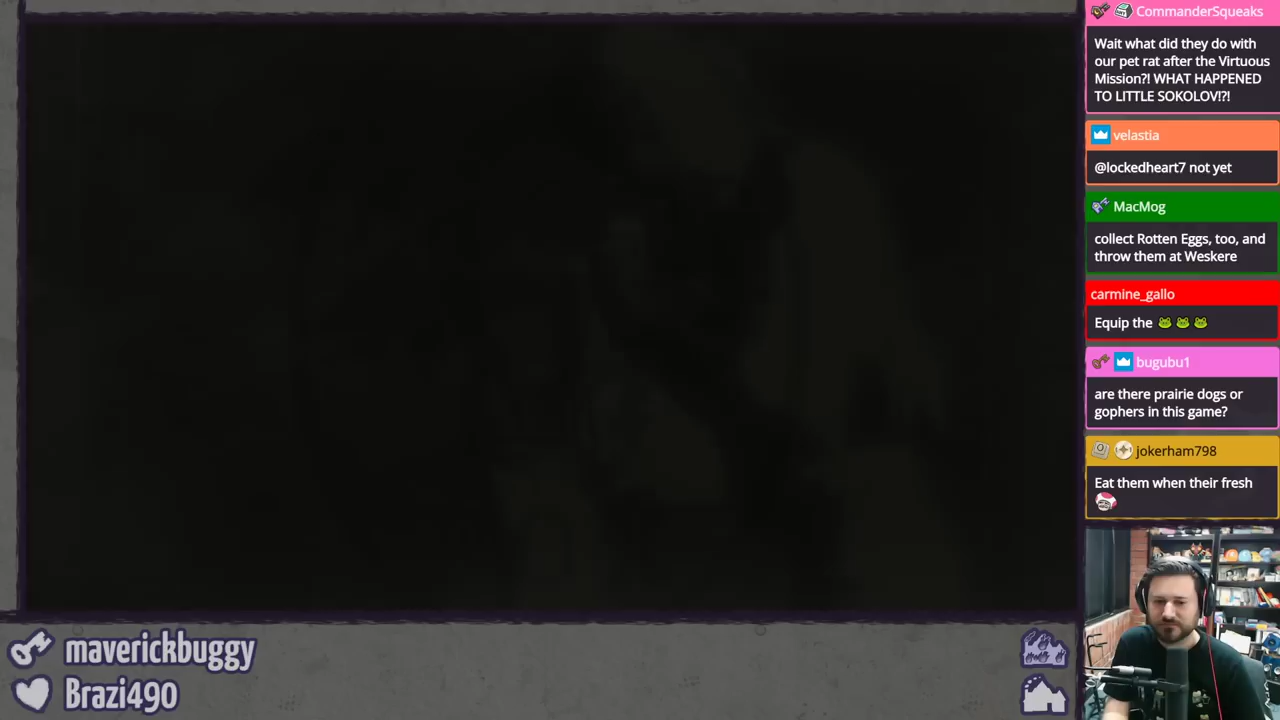 CommanderSqueaks
Wait what did they do with
our pet rat after the Virtuous
Mission?! WHAT HAPPENED
TO LITTLE SOKOLOV!?!
velastia
@lockedheart7 not yet
MacMog
collect Rotten Eggs, too, and
throw them at Weskere
carmine_gallo
Equip the 🐸 🐸 🐸
bugubu1
are there prairie dogs or
gophers in this game?
jokerham798
Eat them when their fresh
maverickbuggy
Brazi490